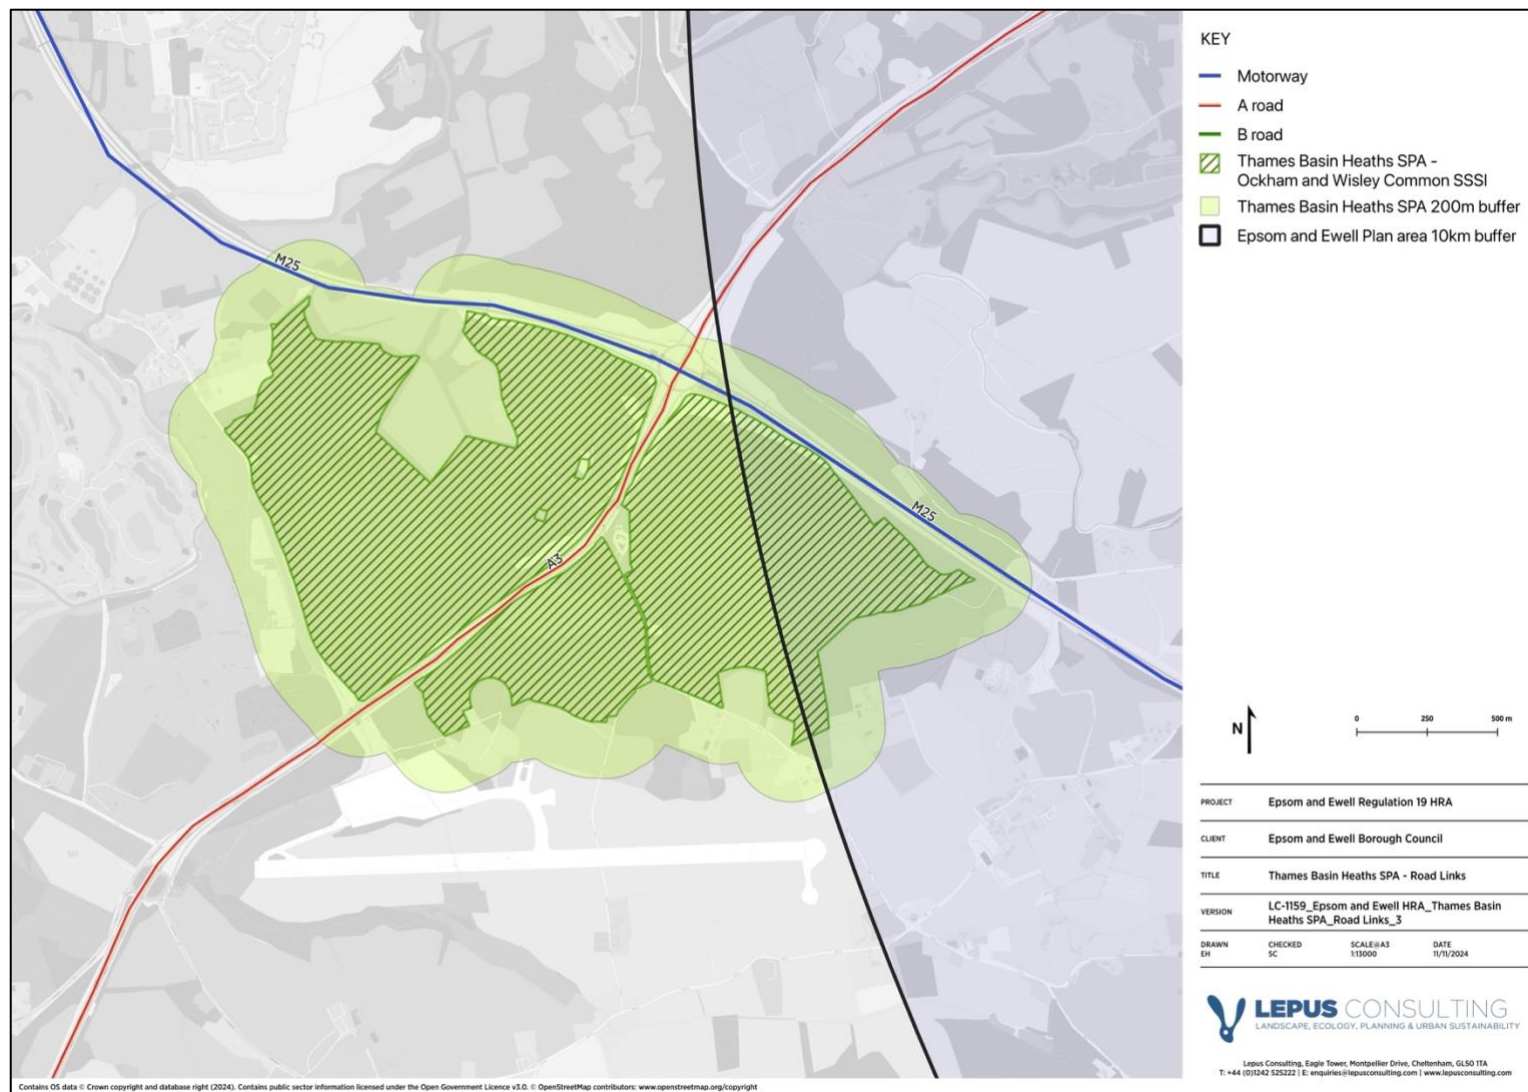 M25
A3
M25
KEY
Motorway
A road
B road
Thames Basin Heaths SPA -
Ockham and Wisley Common SSSI
Thames Basin Heaths SPA 200m buffer
Epsom and Ewell Plan area 10km buffer
N
0 250 500 m
PROJECT Epsom and Ewell Regulation 19 HRA
CLIENT Epsom and Ewell Borough Council
TITLE Thames Basin Heaths SPA - Road Links
VERSION LC-1159_Epsom and Ewell HRA_Thames Basin
Heaths SPA_Road Links_3
DRAWN CHECKED SCALE@A3 DATE
EH SC 1:13000 11/11/2024
LEPUS CONSULTING
LANDSCAPE, ECOLOGY, PLANNING & URBAN SUSTAINABILITY
Lepus Consulting, Eagle Tower, Montpellier Drive, Cheltenham, GL50 1TA
T: +44 (0)1242 525222 | E: enquiries@lepusconsulting.com | www.lepusconsulting.com
Contains OS data © Crown copyright and database right (2024). Contains public sector information licensed under the Open Government Licence v3.0. © OpenStreetMap contributors: www.openstreetmap.org/copyright